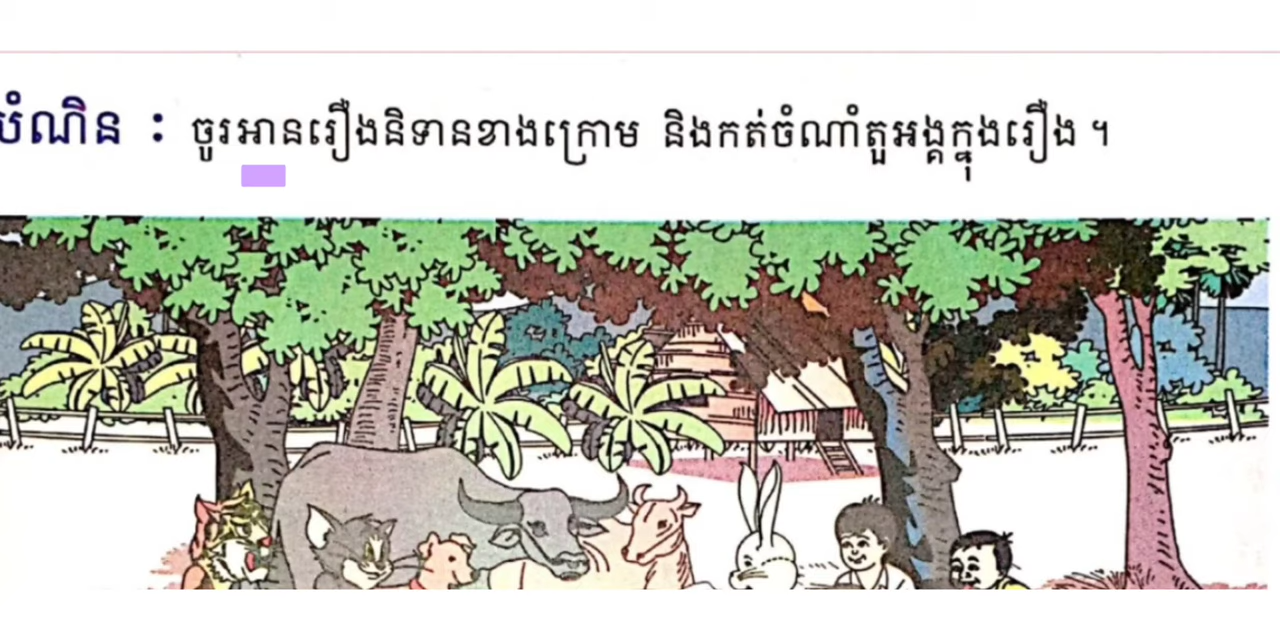 បំណិន ៖ ចូរអានរឿងនិទានខាងក្រោម និងកត់ចំណាំតួអង្គក្នុងរឿង ។